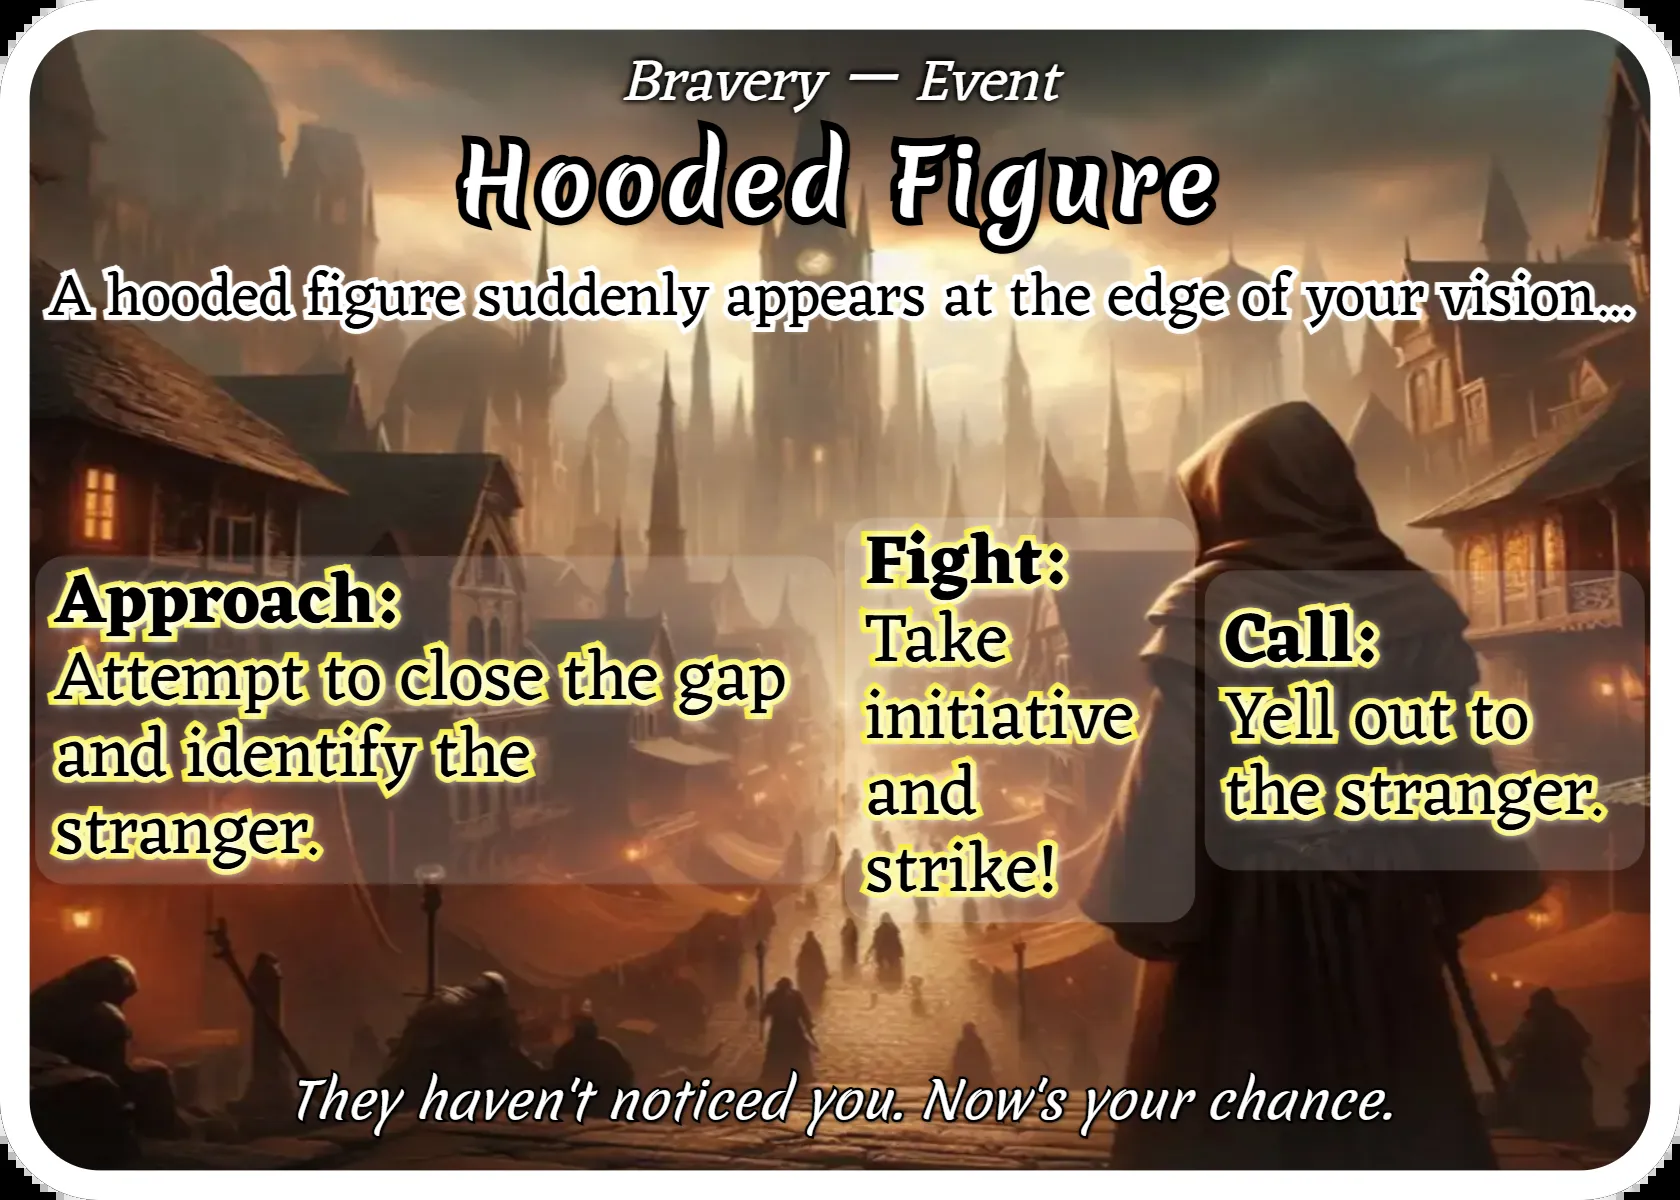 Bravery — Event
Hooded Figure
A hooded figure suddenly appears at the edge of your vision...
Approach:
Attempt to close the gap
and identify the
stranger.
Fight:
Take
initiative
and
strike!
Call:
Yell out to
the stranger.
They haven't noticed you. Now's your chance.